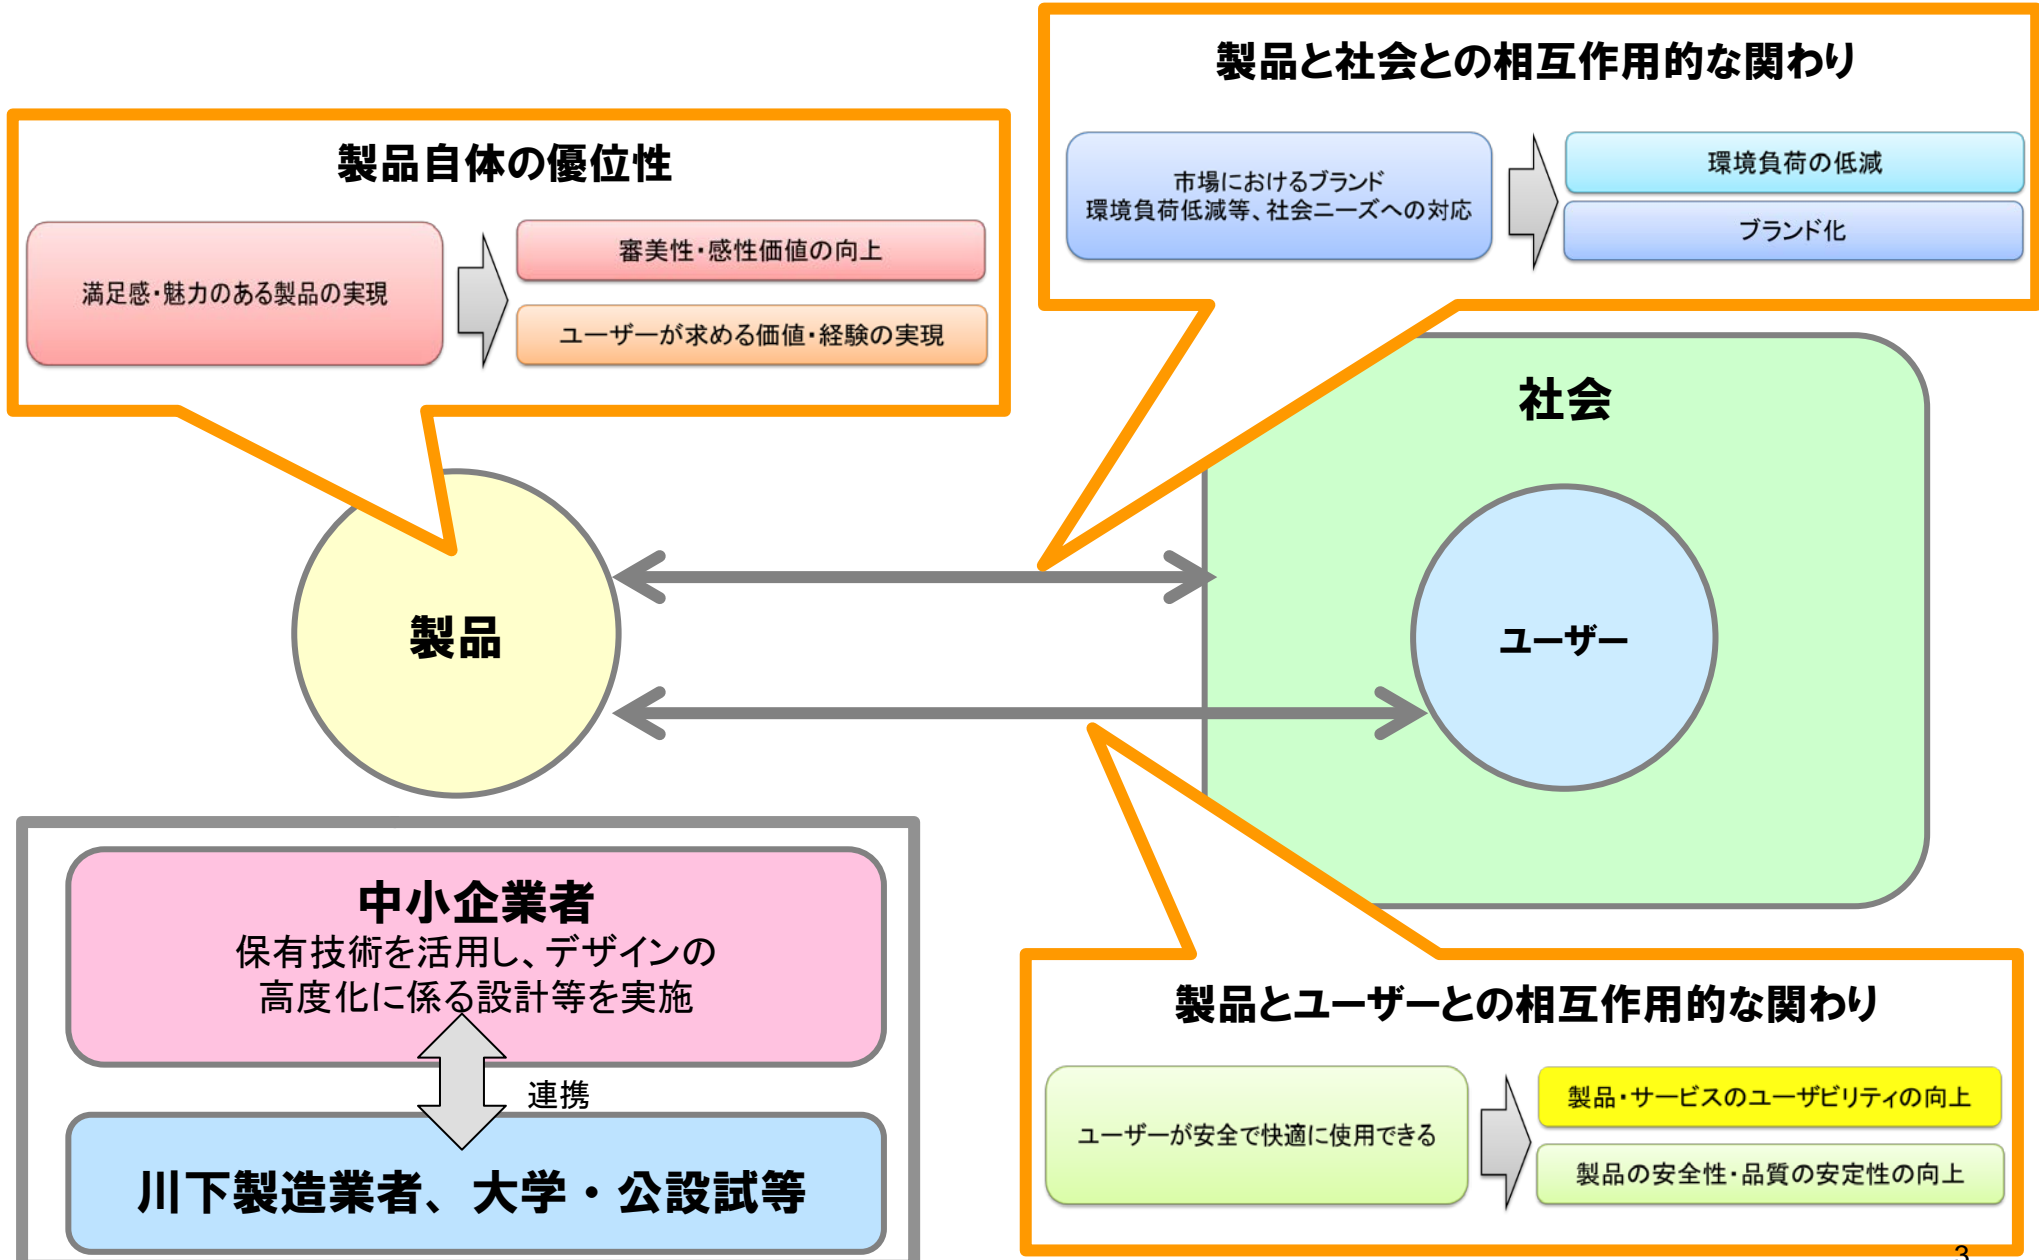 製品と社会との相互作用的な関わり
市場におけるブランド
環境負荷低減等、社会ニーズへの対応
環境負荷の低減
ブランド化
製品自体の優位性
満足感・魅力のある製品の実現
審美性・感性価値の向上
ユーザーが求める価値・経験の実現
社会
製品
ユーザー
中小企業者
保有技術を活用し、デザインの
高度化に係る設計等を実施
連携
川下製造業者、大学・公設試等
製品とユーザーとの相互作用的な関わり
ユーザーが安全で快適に使用できる
製品・サービスのユーザビリティの向上
製品の安全性・品質の安定性の向上
3